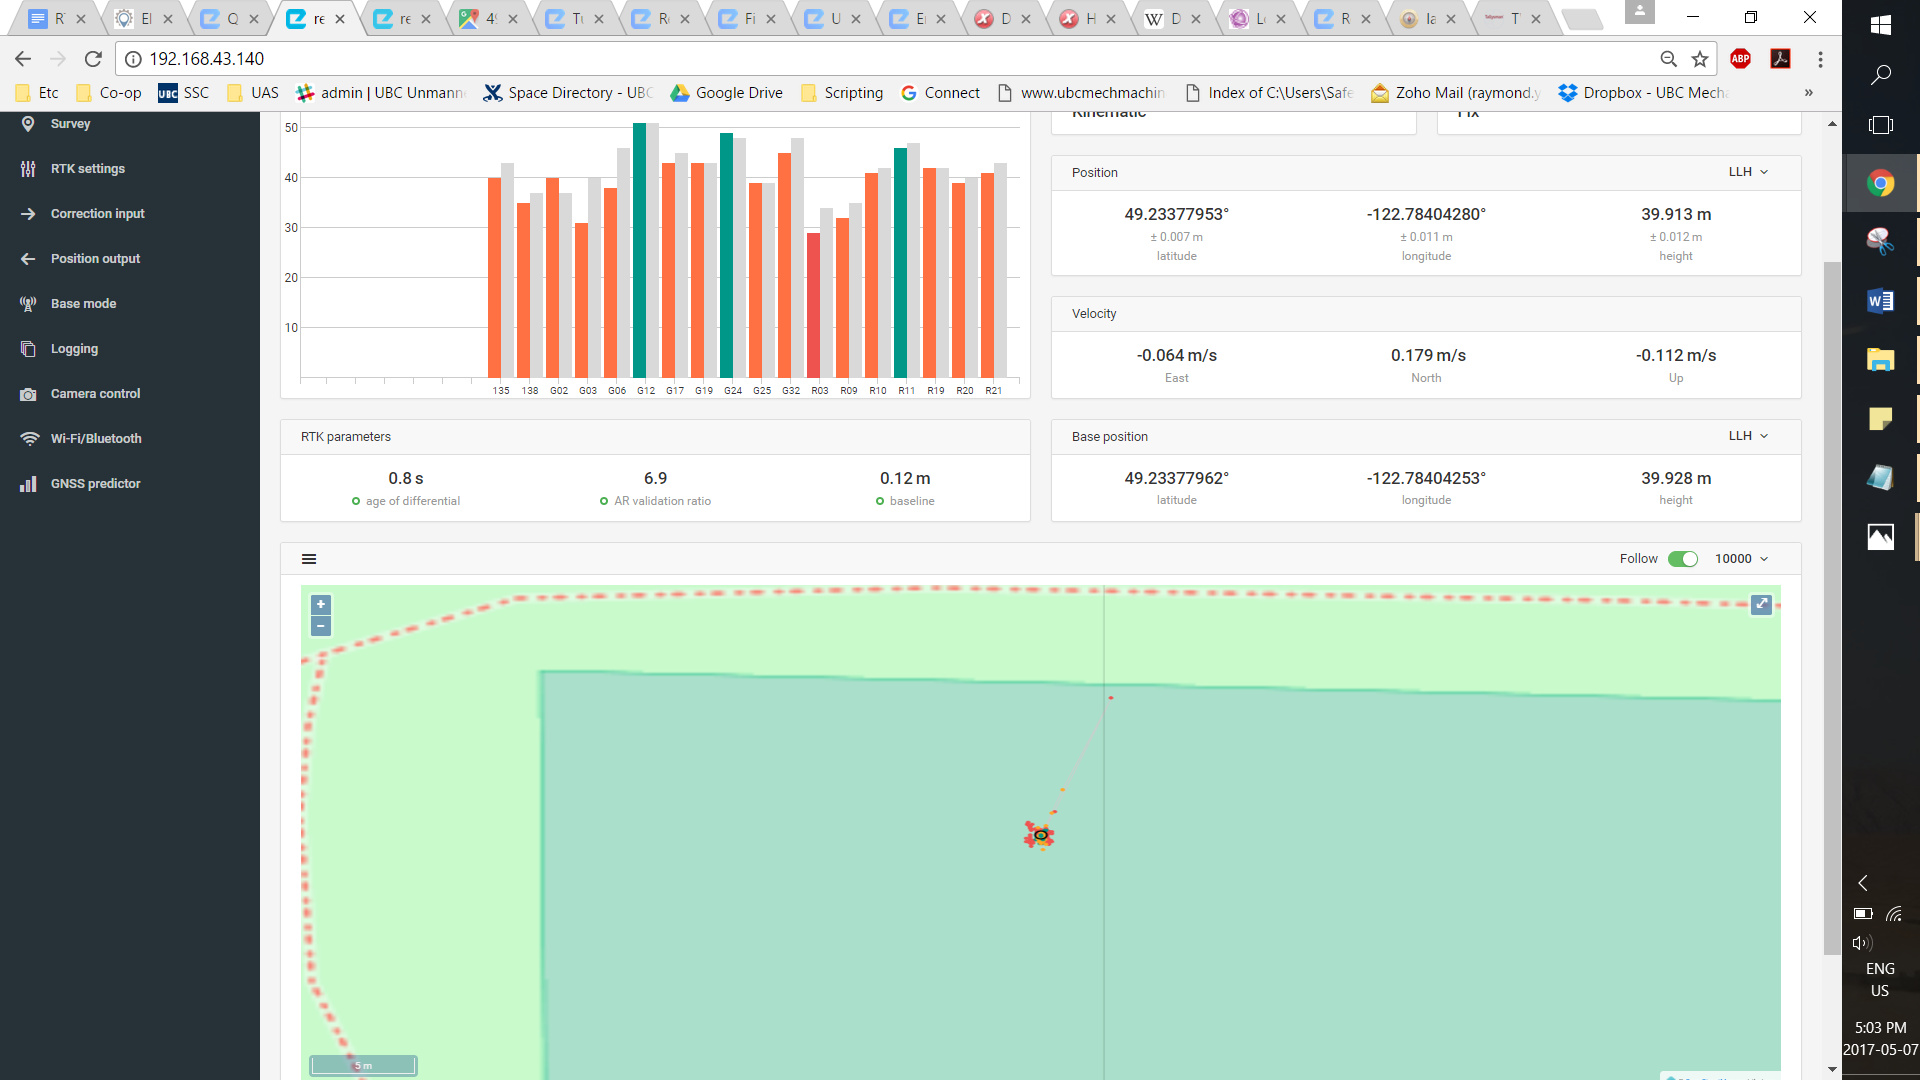 R
El
Q
re
re
49
Tu
R
Fi
U
Er
D
H
W D
L
R
Ia
T
192.168.43.140
ABP
Etc
Co-op
UBC SSC
UAS
admin | UBC Unmann
Space Directory - UBC
Google Drive
Scripting
Connect
www.ubcmechmachin
Index of C:\Users\Safe
Zoho Mail (raymond.y
Dropbox - UBC Mecha
»
Survey
RTK settings
Correction input
Position output
Base mode
Logging
Camera control
Wi-Fi/Bluetooth
GNSS predictor
50
40
30
20
10
135 138 G02 G03 G06 G12 G17 G19 G24 G25 G32 R03 R09 R10 R11 R19 R20 R21
Kinematic
Fix
Position LLH
49.23377953° -122.78404280° 39.913 m
± 0.007 m ± 0.011 m ± 0.012 m
latitude longitude height
Velocity
-0.064 m/s 0.179 m/s -0.112 m/s
East North Up
RTK parameters
0.8 s 6.9 0.12 m
age of differential AR validation ratio baseline
Base position LLH
49.23377962° -122.78404253° 39.928 m
latitude longitude height
Follow 10000
+
−
5 m
ENG
US
5:03 PM
2017-05-07